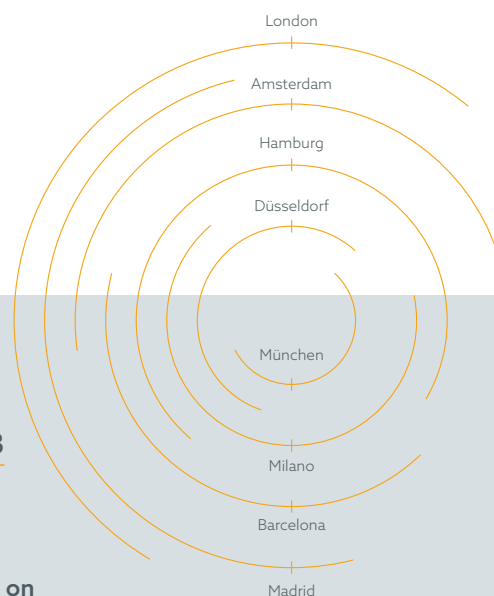 London
Amsterdam
Hamburg
Düsseldorf
München
Milano
Barcelona
Madrid
on